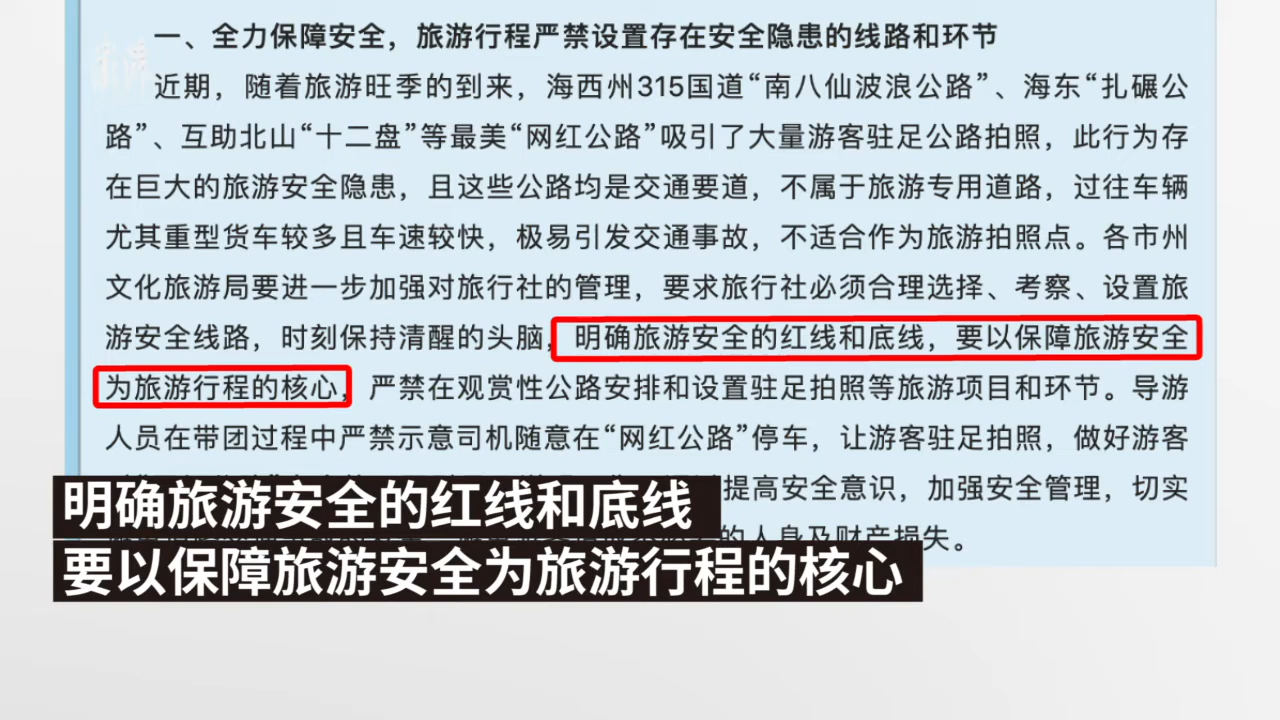 一、全力保障安全，旅游行程严禁设置存在安全隐患的线路和环节
近期，随着旅游旺季的到来，海西州315国道“南八仙波浪公路”、海东“扎碾公
路”、互助北山“十二盘”等最美“网红公路”吸引了大量游客驻足公路拍照，此行为存
在巨大的旅游安全隐患，且这些公路均是交通要道，不属于旅游专用道路，过往车辆
尤其重型货车较多且车速较快，极易引发交通事故，不适合作为旅游拍照点。各市州
文化旅游局要进一步加强对旅行社的管理，要求旅行社必须合理选择、考察、设置旅
游安全线路，时刻保持清醒的头脑，明确旅游安全的红线和底线，要以保障旅游安全
为旅游行程的核心，严禁在观赏性公路安排和设置驻足拍照等旅游项目和环节。导游
人员在带团过程中严禁示意司机随意在“网红公路”停车，让游客驻足拍照，做好游客
提高安全意识，加强安全管理，切实
的人身及财产损失。
明确旅游安全的红线和底线
要以保障旅游安全为旅游行程的核心